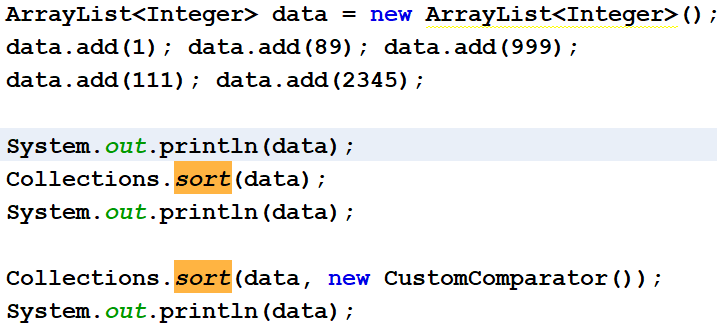 ArrayList<Integer> data = new ArrayList<Integer>();
data.add(1); data.add(89); data.add(999);
data.add(111); data.add(2345);
System.out.println(data);
Collections.sort(data);
System.out.println(data);
Collections.sort(data, new CustomComparator());
System.out.println(data);